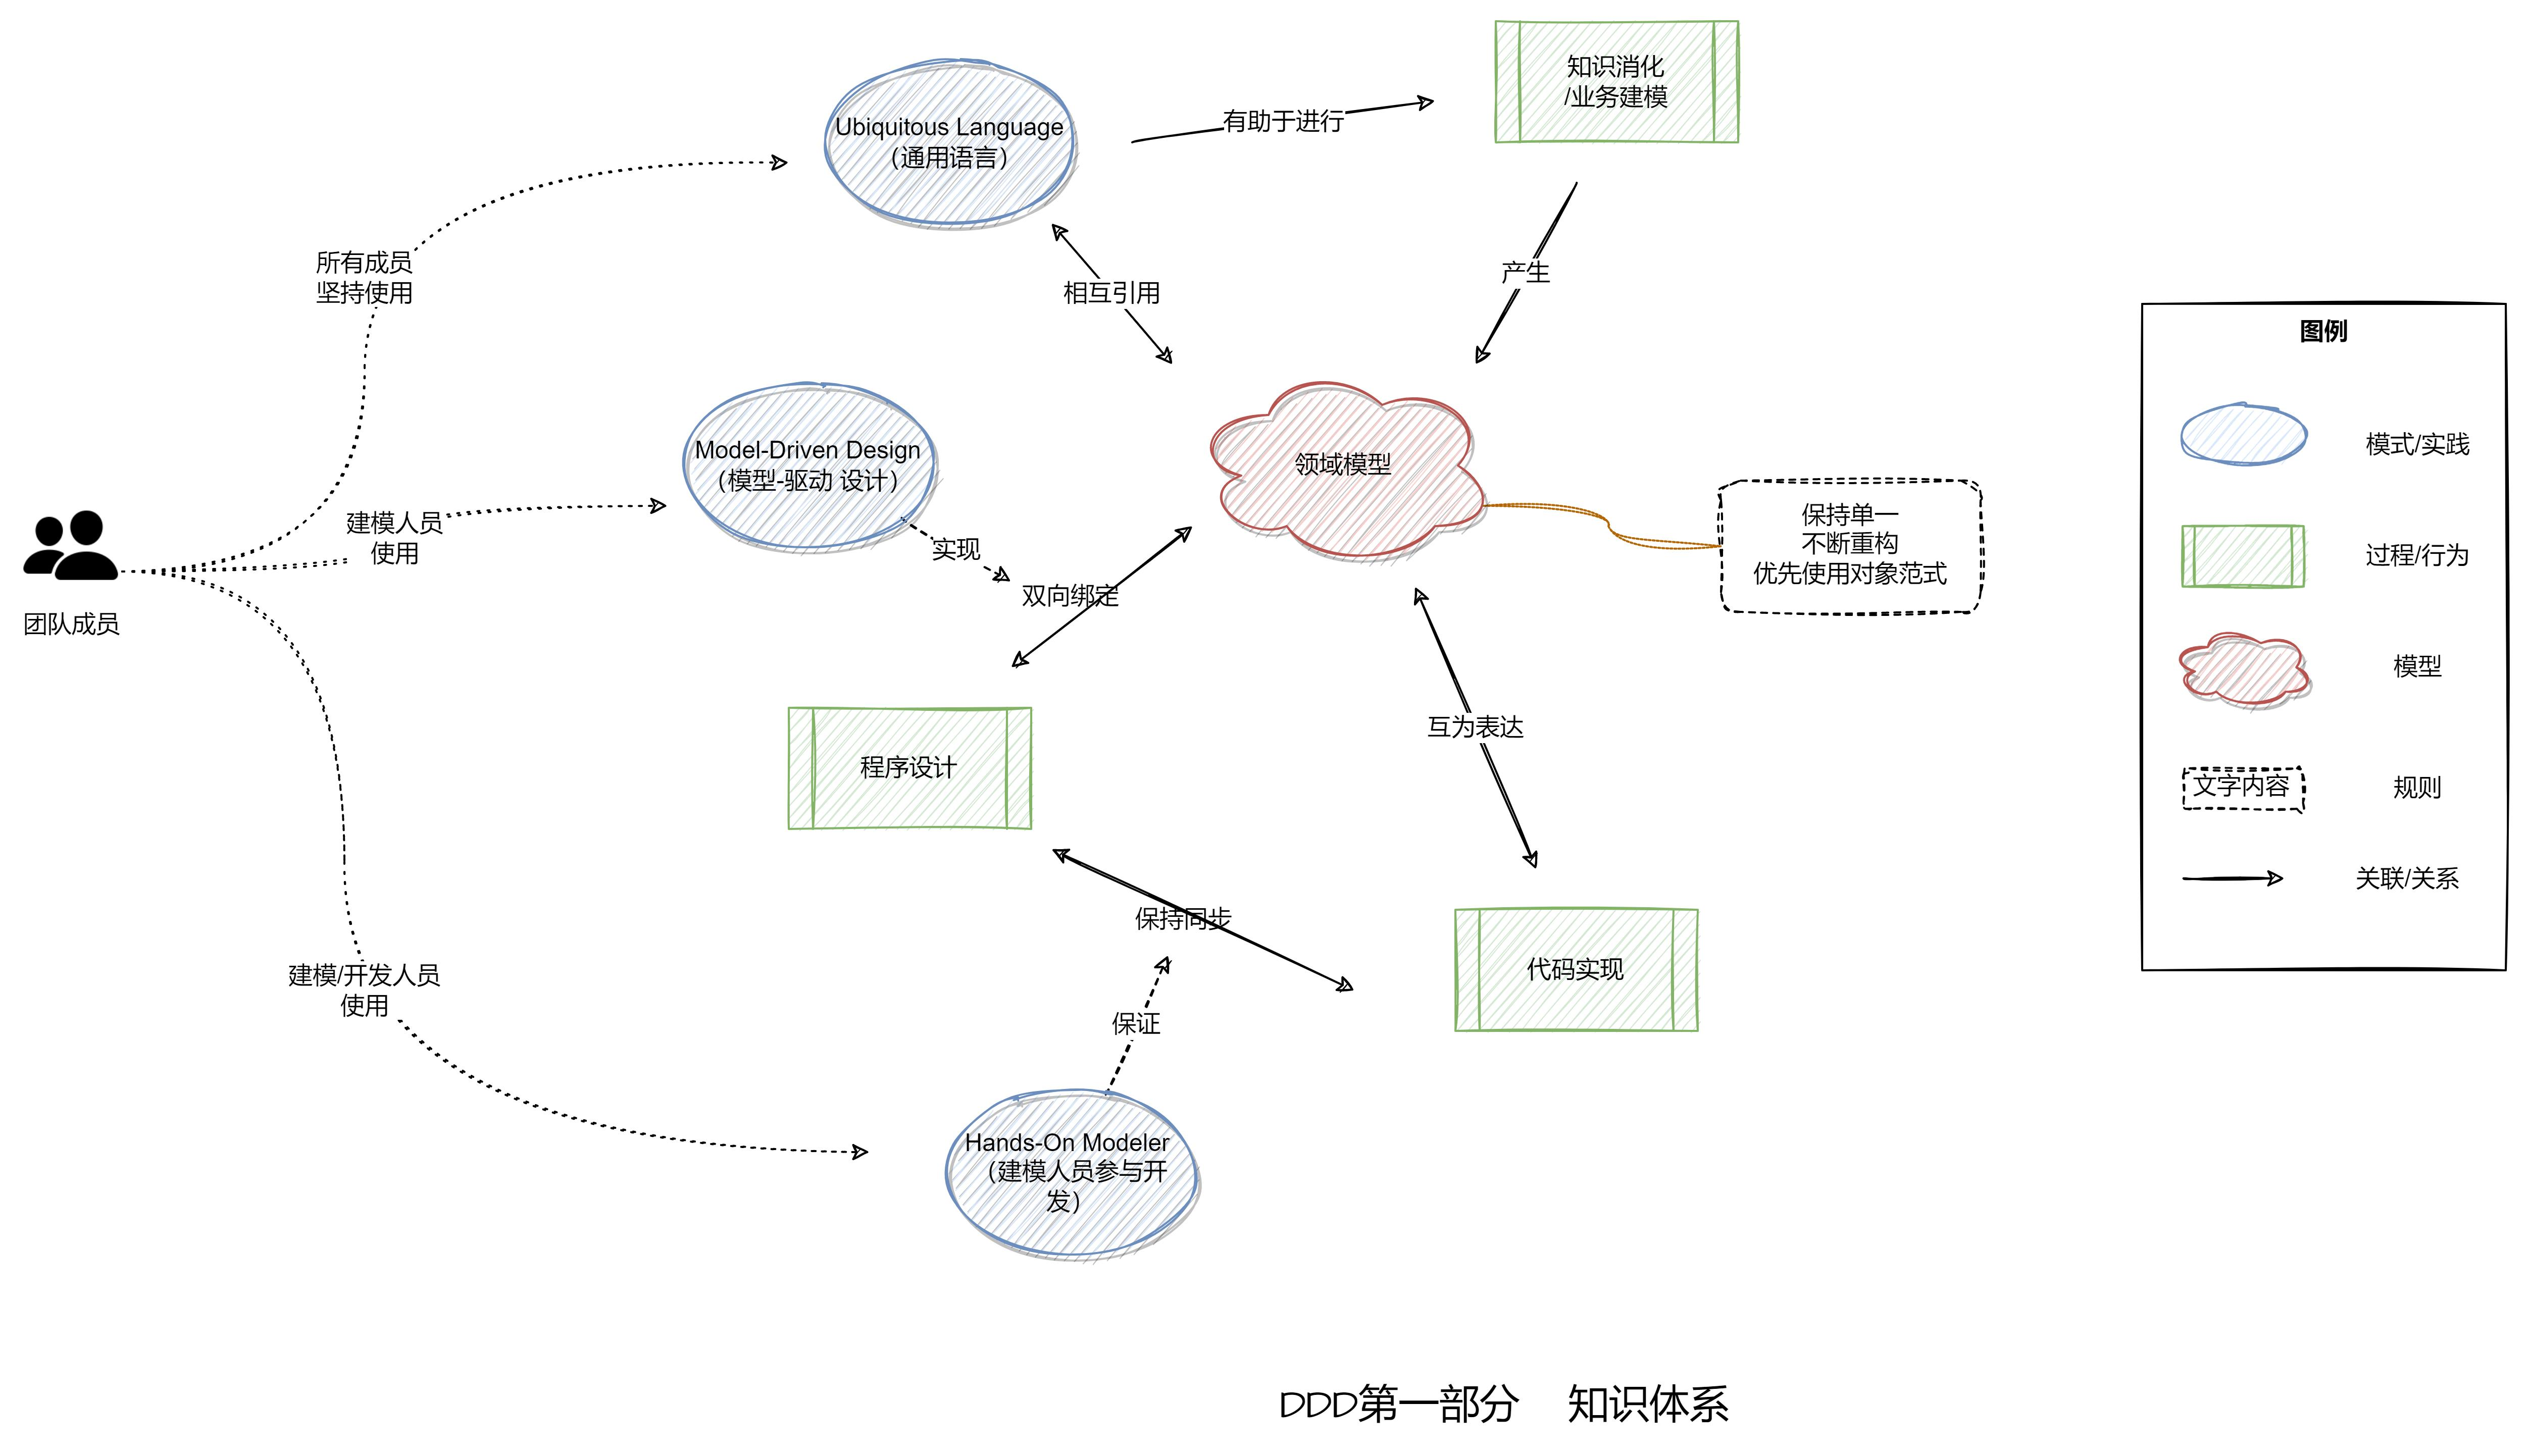 知识消化
/业务建模
Ubiquitous Language
（通用语言）
有助于进行
所有成员
坚持使用
相互引用
产生
图例
模式/实践
Model-Driven Design
（模型-驱动 设计）
领域模型
保持单一
不断重构
优先使用对象范式
建模人员
使用
实现
双向绑定
过程/行为
团队成员
模型
互为表达
程序设计
文字内容
规则
关联/关系
保持同步
代码实现
建模/开发人员
使用
保证
Hands-On Modeler
（建模人员参与开
发）
DDD第一部分 知识体系